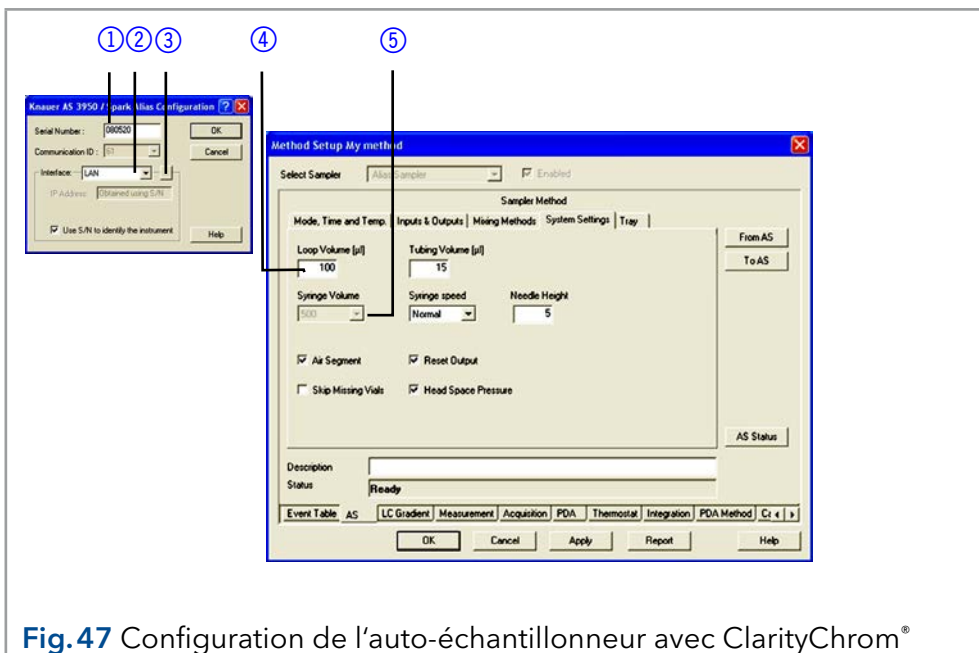 ① ② ③ ④ ⑤
Knauer AS 3950 / Spark Alias Configuration
Serial Number : 080520 OK
Communication ID : 61 Cancel
Interface: LAN ...
IP Address: Obtained using S/N
Use S/N to identify the instrument Help
Method Setup My method
Select Sampler Alias Sampler Enabled
Sampler Method
Mode, Time and Temp. Inputs & Outputs Mixing Methods System Settings Tray
From AS
To AS
Loop Volume [µl] Tubing Volume [µl]
100 15
Syringe Volume Syringe speed Needle Height
500 Normal 5
Air Segment Reset Output
Skip Missing Vials Head Space Pressure
AS Status
Description
Status Ready
Event Table AS LC Gradient Measurement Acquisition PDA Thermostat Integration PDA Method
OK Cancel Apply Report Help
Fig. 47 Configuration de l’auto-échantillonneur avec ClarityChrom®